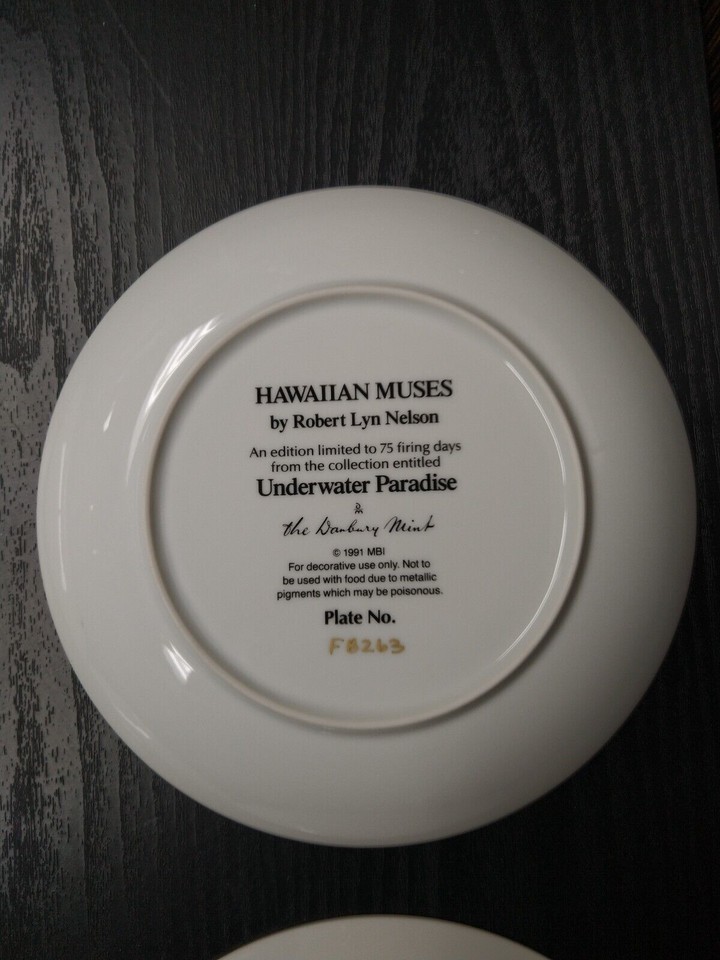 HAWAIIAN MUSES
by Robert Lyn Nelson
An edition limited to 75 firing days
from the collection entitled
Underwater Paradise
the Danbury Mint
© 1991 MBI
For decorative use only. Not to
be used with food due to metallic
pigments which may be poisonous.
Plate No.
F8263